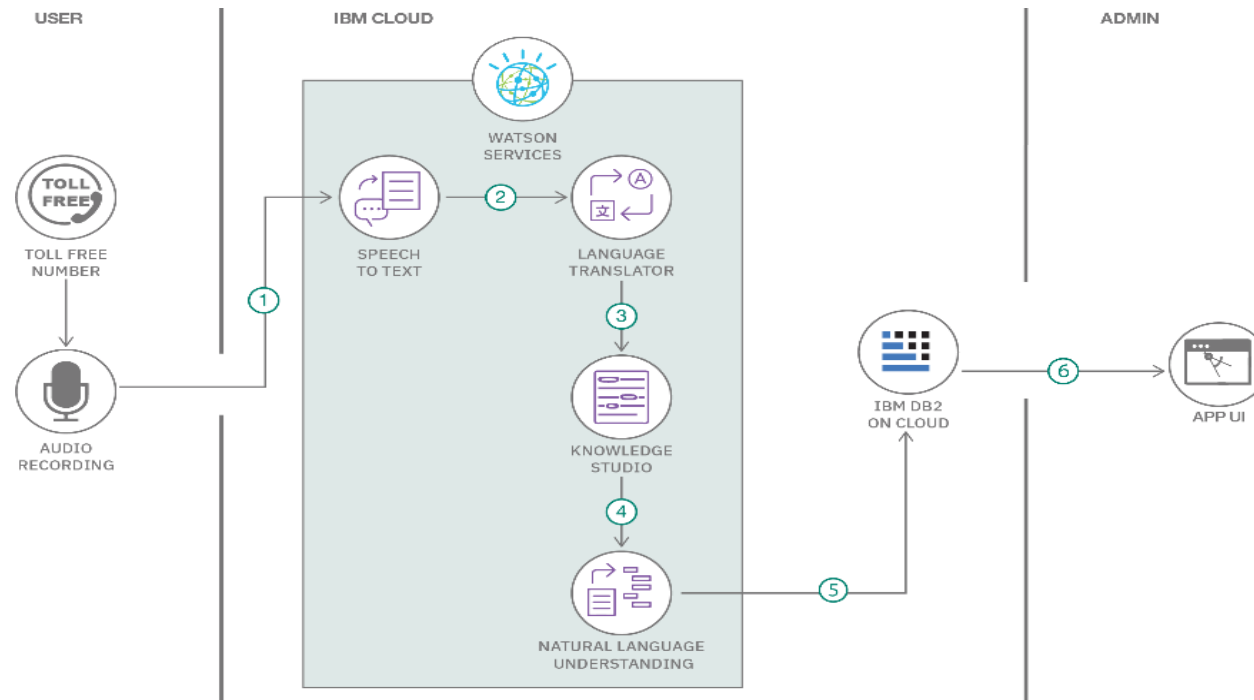 USER
IBM CLOUD
ADMIN
WATSON
SERVICES
TOLL
FREE
TOLL FREE
NUMBER
AUDIO
RECORDING
1
SPEECH
TO TEXT
2
A
文
LANGUAGE
TRANSLATOR
3
KNOWLEDGE
STUDIO
4
NATURAL LANGUAGE
UNDERSTANDING
5
IBM DB2
ON CLOUD
6
APP UI